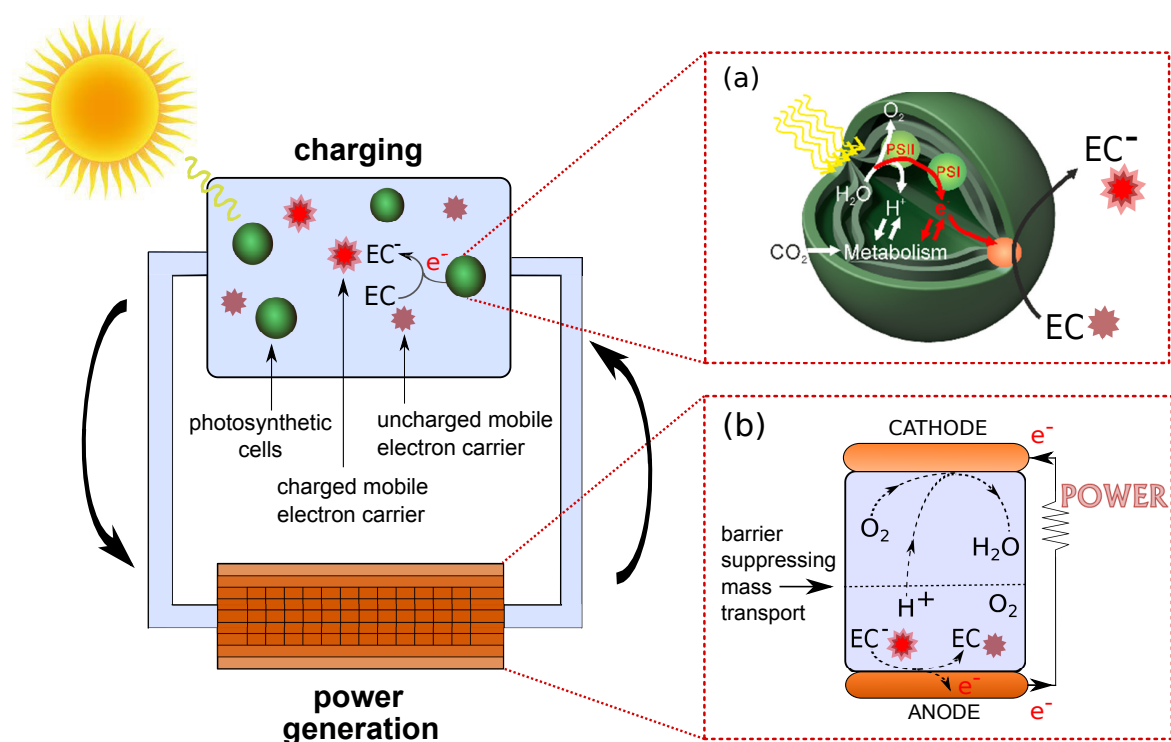 charging
EC⁻
e⁻
EC
photosynthetic
cells
uncharged mobile
electron carrier
charged mobile
electron carrier
power
generation
(a)
O₂
PSII
PSI
H₂O
H⁺
e⁻
CO₂
Metabolism
EC⁻
EC
(b)
CATHODE
e⁻
POWER
O₂
H₂O
barrier
suppressing
mass
transport
H+
O₂
EC⁻
EC
e⁻
ANODE
e⁻